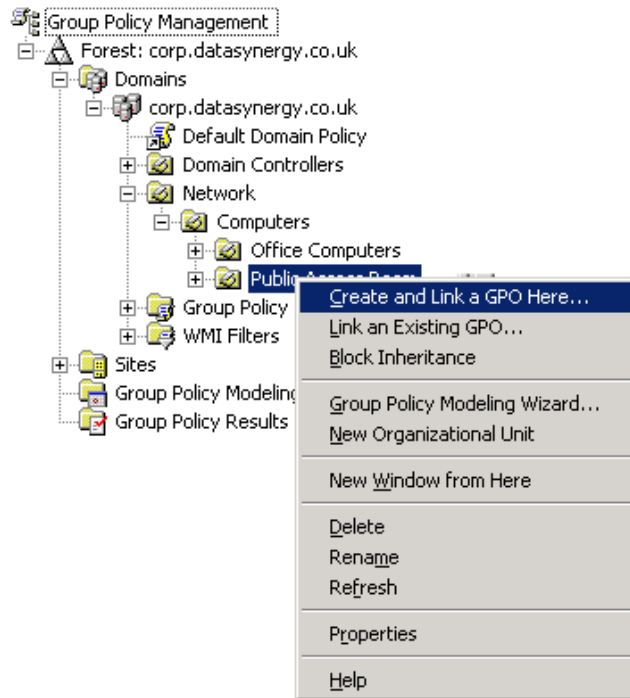 Group Policy Management
Forest: corp.datasynergy.co.uk
Domains
corp.datasynergy.co.uk
Default Domain Policy
Domain Controllers
Network
Computers
Office Computers
Public Access Room
Group Policy
WMI Filters
Sites
Group Policy Modeling
Group Policy Results
Create and Link a GPO Here...
Link an Existing GPO...
Block Inheritance
Group Policy Modeling Wizard...
New Organizational Unit
New Window from Here
Delete
Rename
Refresh
Properties
Help